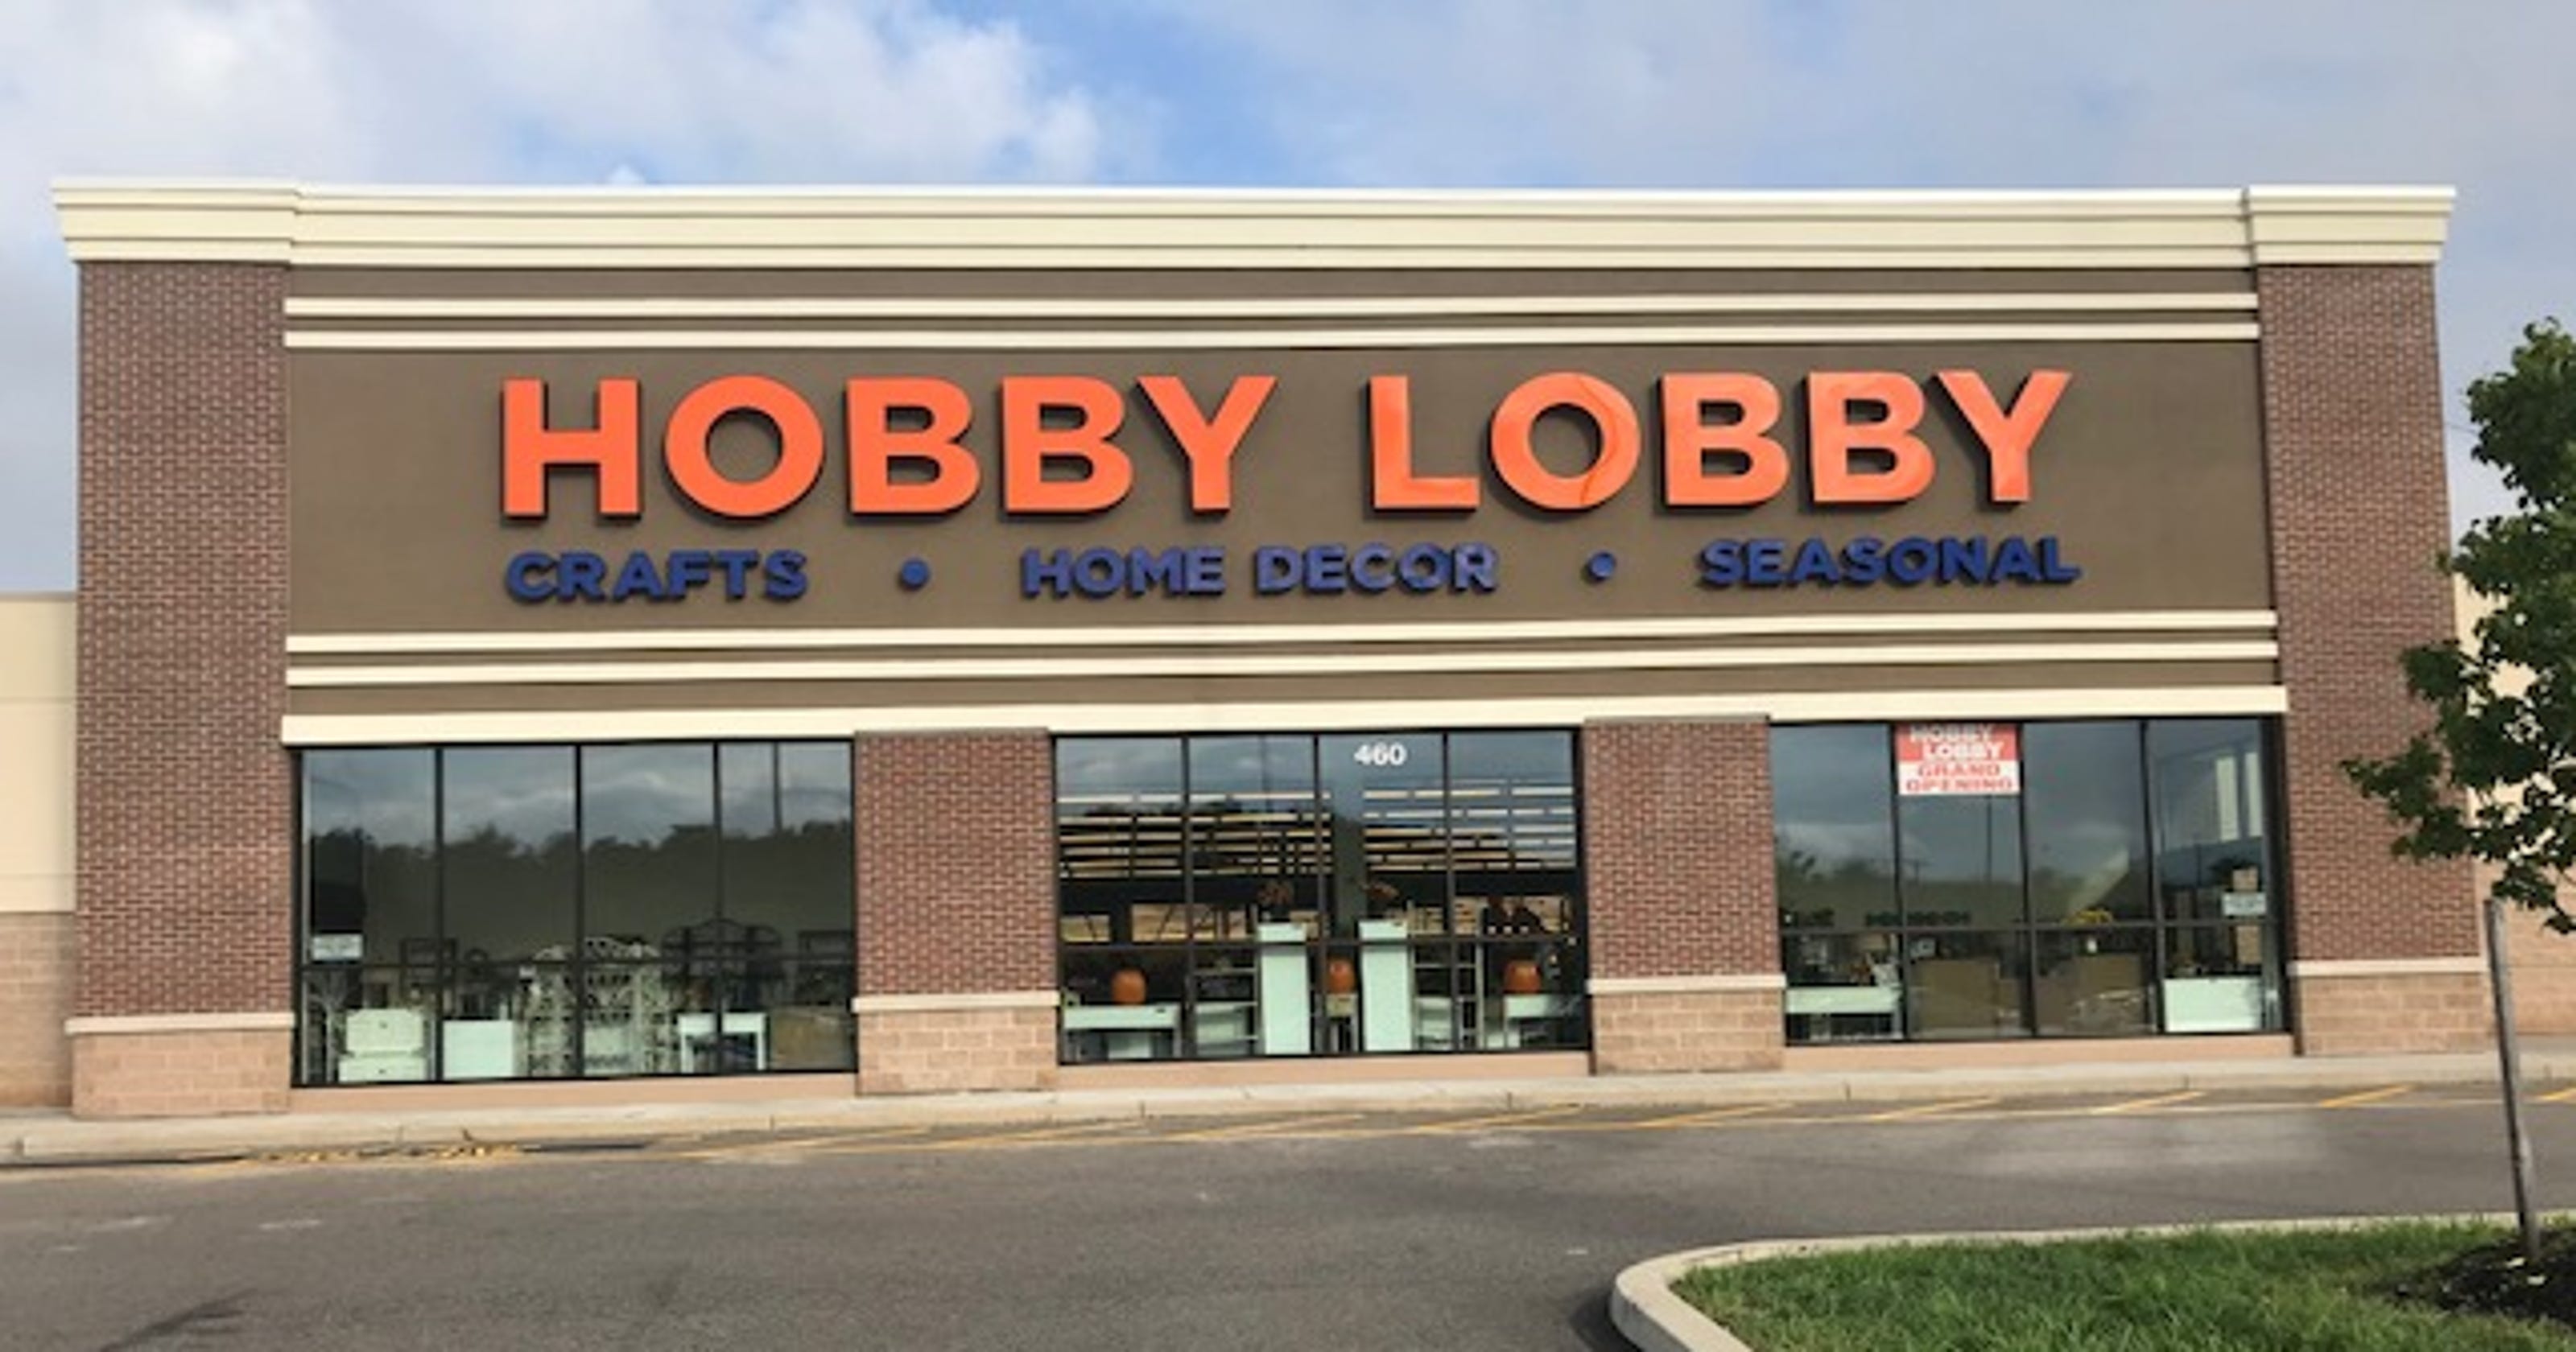 HOBBY LOBBY
CRAFTS • HOME DECOR • SEASONAL
460
HOBBY
LOBBY
GRAND
OPENING